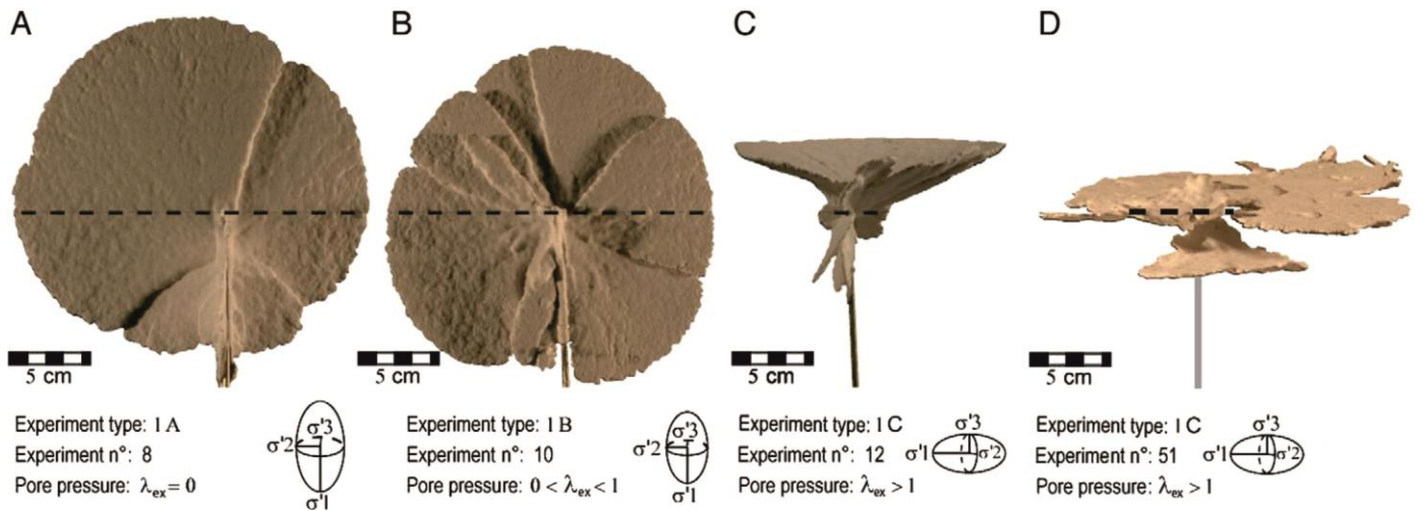 A
B
C
D
5 cm
5 cm
5 cm
5 cm
Experiment type: 1 A
Experiment n°: 8
Pore pressure: λex = 0
σ'3
σ'2
σ'1
Experiment type: 1 B
Experiment n°: 10
Pore pressure: 0 < λex < 1
σ'3
σ'2
σ'1
Experiment type: 1 C
Experiment n°: 12
Pore pressure: λex > 1
σ'3
σ'1
σ'2
Experiment type: 1 C
Experiment n°: 51
Pore pressure: λex > 1
σ'3
σ'1
σ'2